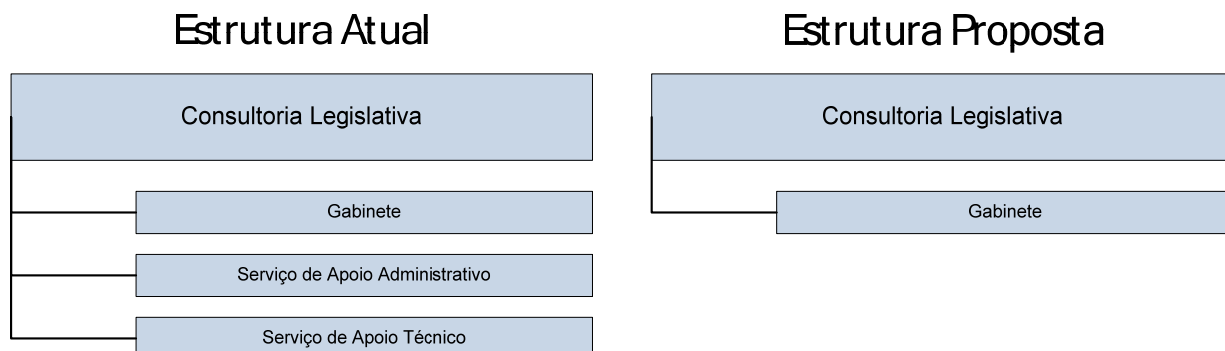 Estrutura Atual
Consultoria Legislativa
Gabinete
Serviço de Apoio Administrativo
Serviço de Apoio Técnico
Estrutura Proposta
Consultoria Legislativa
Gabinete